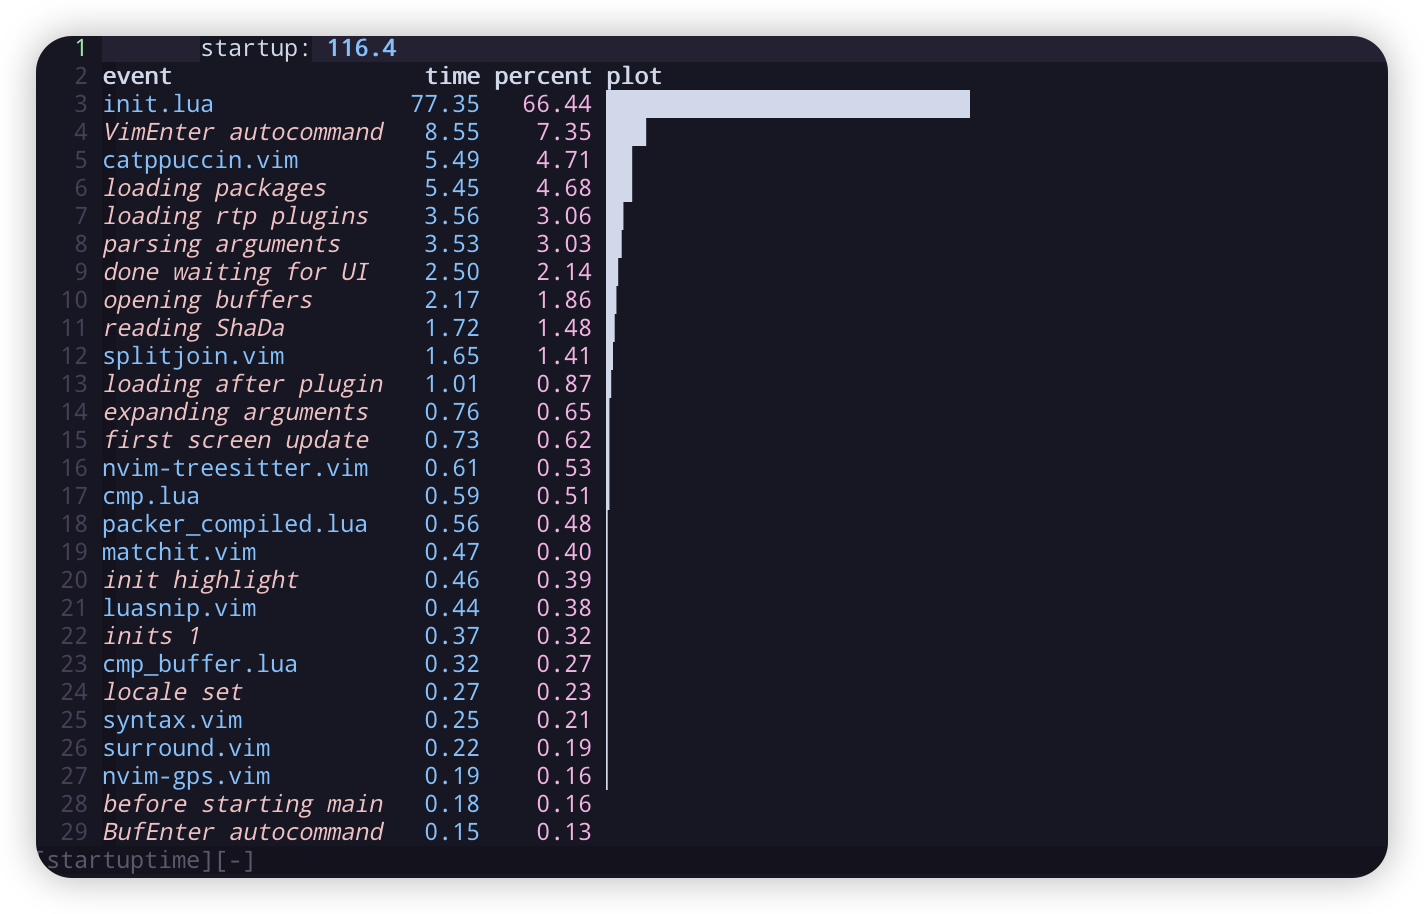 1 startup: 116.4
2 event time percent plot
3 init.lua 77.35 66.44
4 VimEnter autocommand 8.55 7.35
5 catppuccin.vim 5.49 4.71
6 loading packages 5.45 4.68
7 loading rtp plugins 3.56 3.06
8 parsing arguments 3.53 3.03
9 done waiting for UI 2.50 2.14
10 opening buffers 2.17 1.86
11 reading ShaDa 1.72 1.48
12 splitjoin.vim 1.65 1.41
13 loading after plugin 1.01 0.87
14 expanding arguments 0.76 0.65
15 first screen update 0.73 0.62
16 nvim-treesitter.vim 0.61 0.53
17 cmp.lua 0.59 0.51
18 packer_compiled.lua 0.56 0.48
19 matchit.vim 0.47 0.40
20 init highlight 0.46 0.39
21 luasnip.vim 0.44 0.38
22 inits 1 0.37 0.32
23 cmp_buffer.lua 0.32 0.27
24 locale set 0.27 0.23
25 syntax.vim 0.25 0.21
26 surround.vim 0.22 0.19
27 nvim-gps.vim 0.19 0.16
28 before starting main 0.18 0.16
29 BufEnter autocommand 0.15 0.13
[startuptime][-]